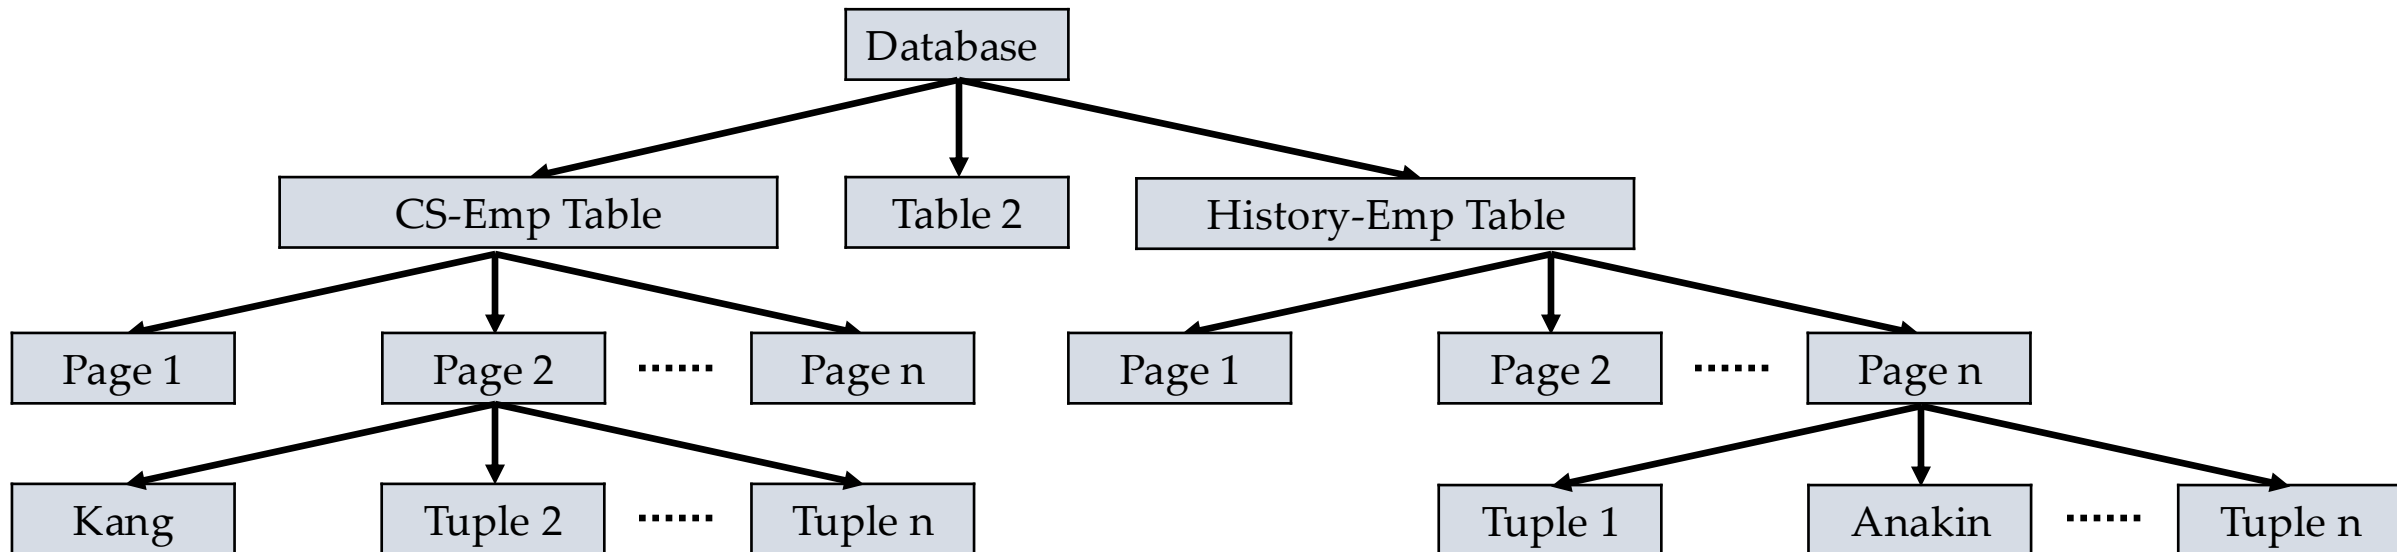 Database
CS-Emp Table
Table 2
History-Emp Table
Page 1
Page 2
......
Page n
Page 1
Page 2
......
Page n
Kang
Tuple 2
......
Tuple n
Tuple 1
Anakin
......
Tuple n